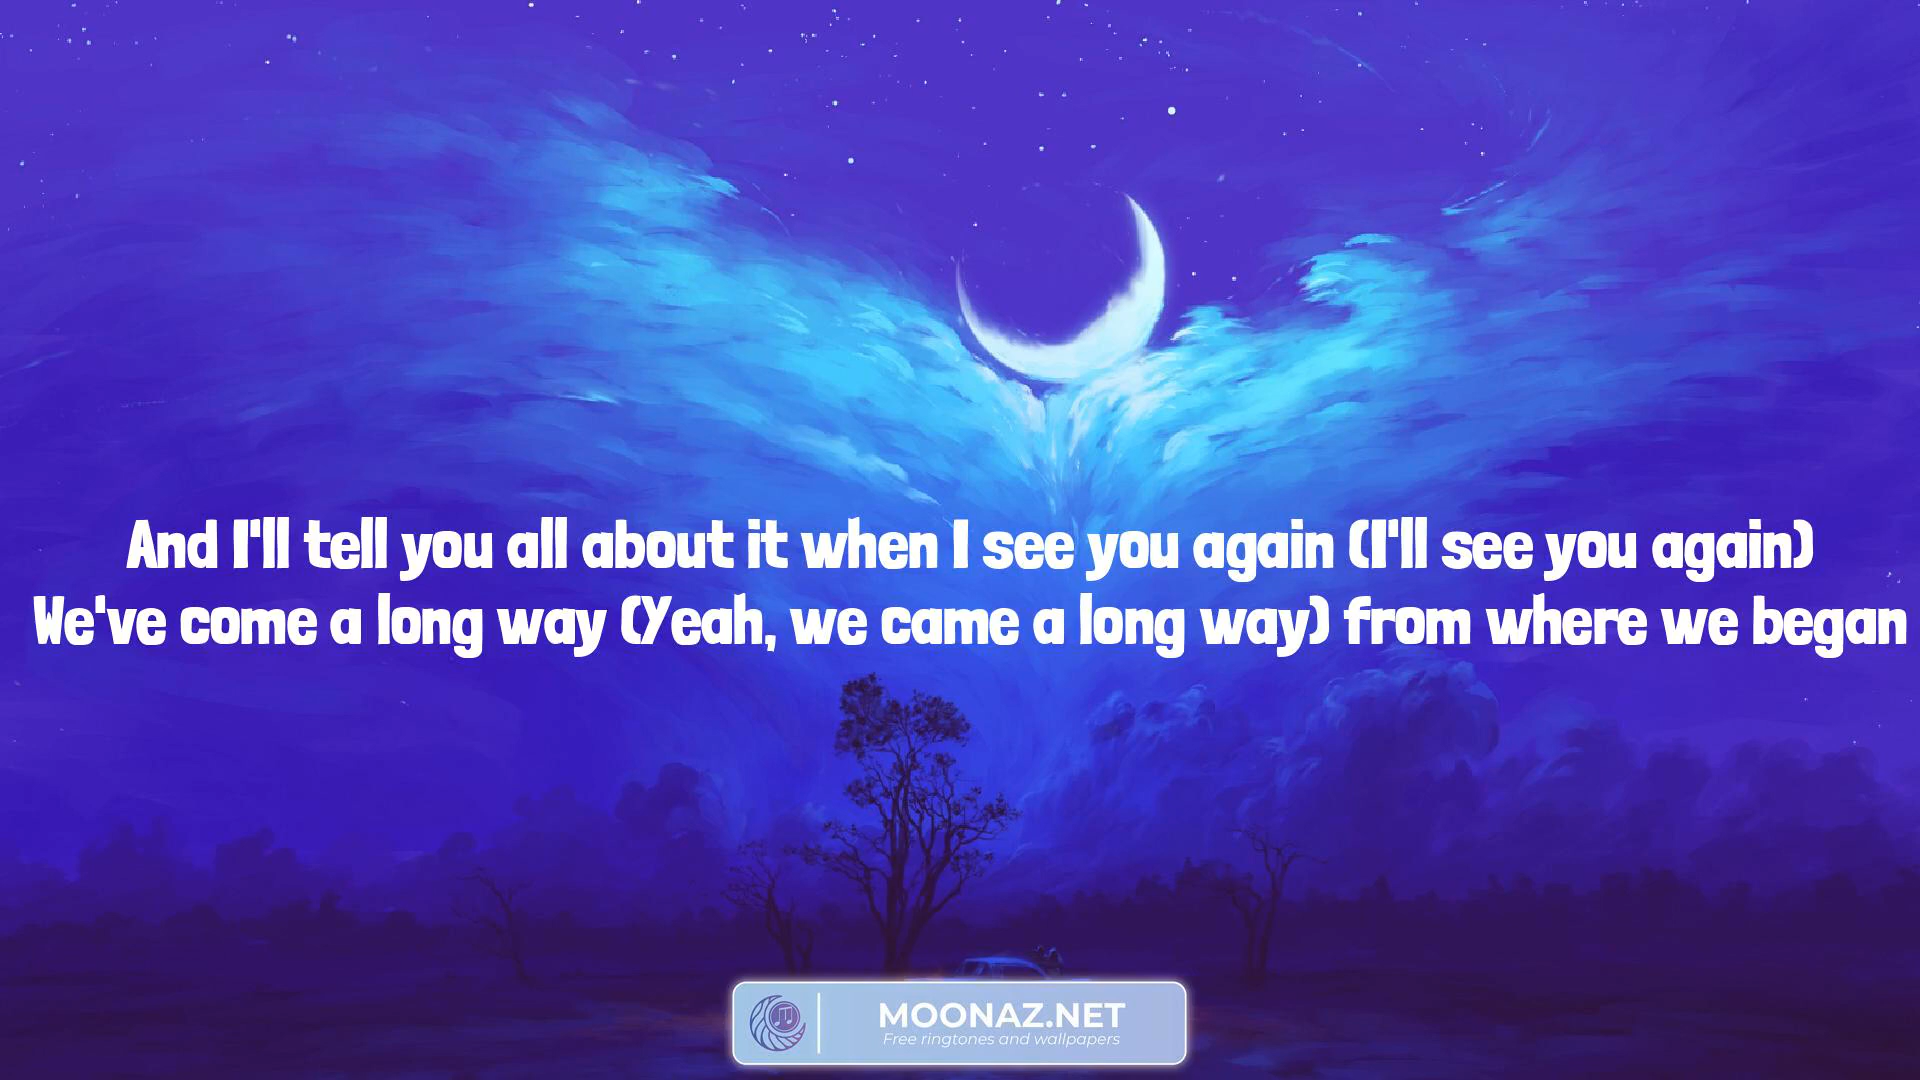 And I'll tell you all about it when I see you again (I'll see you again)
We've come a long way (Yeah, we came a long way) from where we began
MOONAZ.NET
Free ringtones and wallpapers